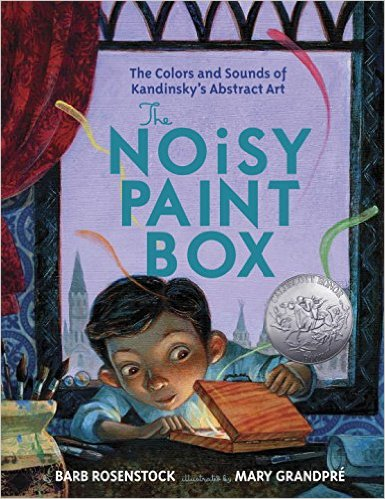 The Colors and Sounds of
Kandinsky's Abstract Art
The
NOiSY
PAINT
BOX
BARB ROSENSTOCK illustrated by MARY GRANDPRÉ